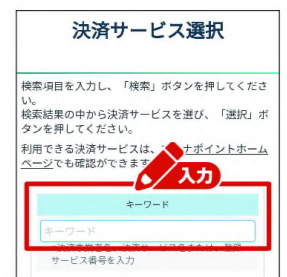 決済サービス選択
検索項目を入力し、「検索」ボタンを押してくださ
い。
検索結果の中から決済サービスを選び、「選択」ボ
タンを押してください。
利用できる決済サービスは、
ナポイントホーム
ページでも確認ができます
入力
キーワード
キーワード
サービス番号を入力